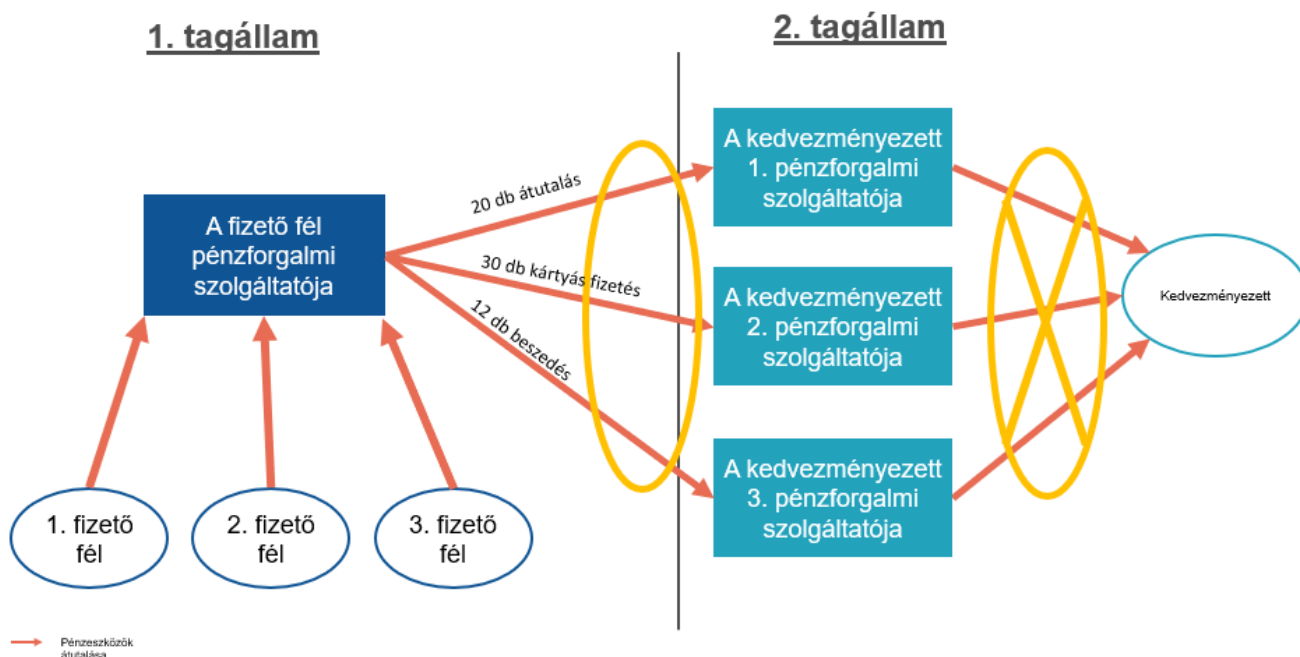 1. tagállam
2. tagállam
A kedvezményezett
1. pénzforgalmi
szolgáltatója
20 db átutalás
A fizető fél
pénzforgalmi
szolgáltatója
30 db kártyás fizetés
A kedvezményezett
2. pénzforgalmi
szolgáltatója
Kedvezményezett
12 db beszedés
A kedvezményezett
3. pénzforgalmi
szolgáltatója
1. fizető
fél
2. fizető
fél
3. fizető
fél
Pénzeszközök
átutalása